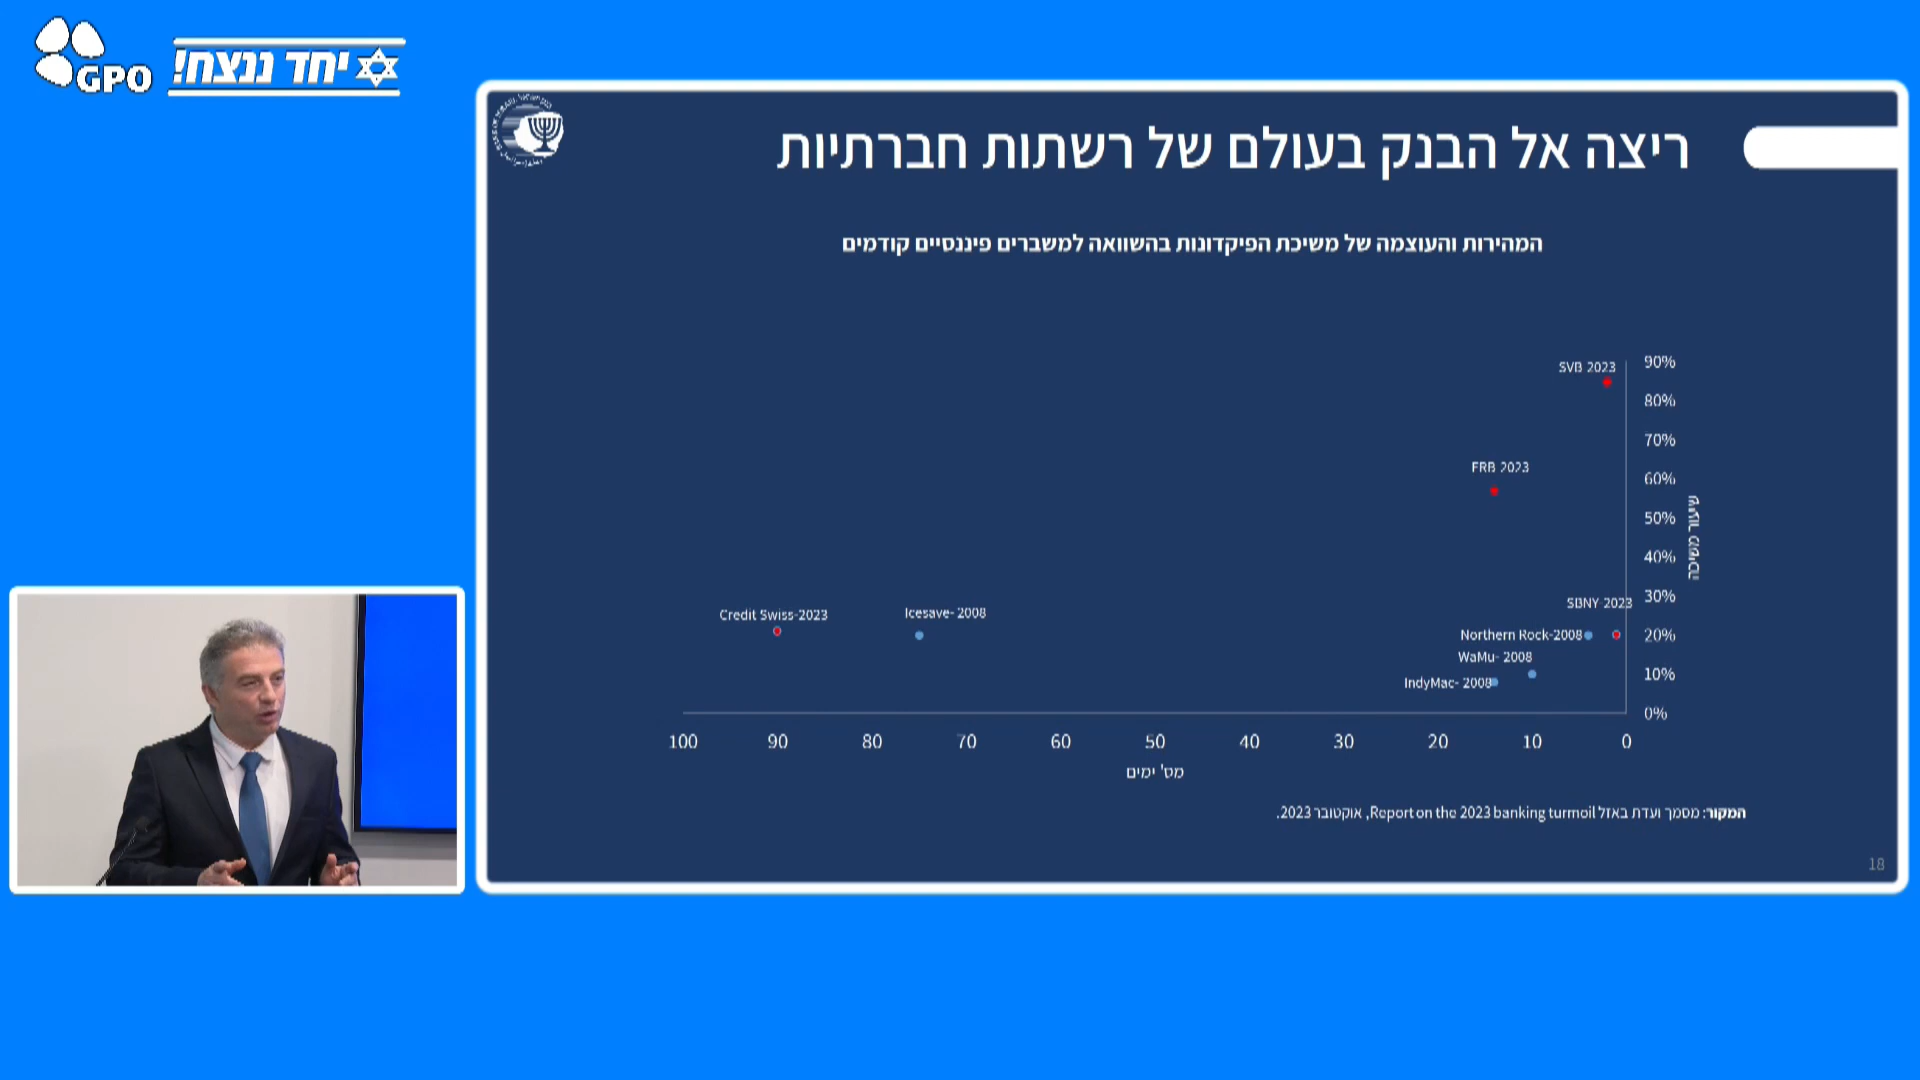 GPO
יחד ננצח!
ריצה אל הבנק בעולם של רשתות חברתיות
המהירות והעוצמה של משיכת הפיקדונות בהשוואה למשברים פיננסיים קודמים
90%
80%
70%
60%
50%
40%
30%
20%
10%
0%
שיעור משיכה
SVB 2023
FRB 2023
SBNY 2023
Credit Swiss-2023
Icesave- 2008
Northern Rock-2008
WaMu- 2008
IndyMac- 2008
100 90 80 70 60 50 40 30 20 10 0
מס' ימים
המקור: מסמך ועדת באזל Report on the 2023 banking turmoil, אוקטובר 2023.
18